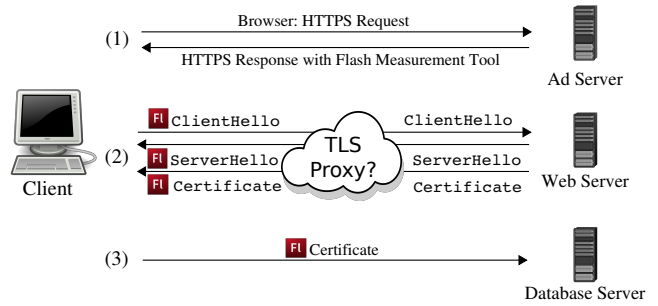 Browser: HTTPS Request
(1)
HTTPS Response with Flash Measurement Tool
Ad Server
Fl ClientHello
ClientHello
TLS
Proxy?
(2)
Fl ServerHello
ServerHello
Fl Certificate
Certificate
Client
Web Server
(3)
Fl Certificate
Database Server